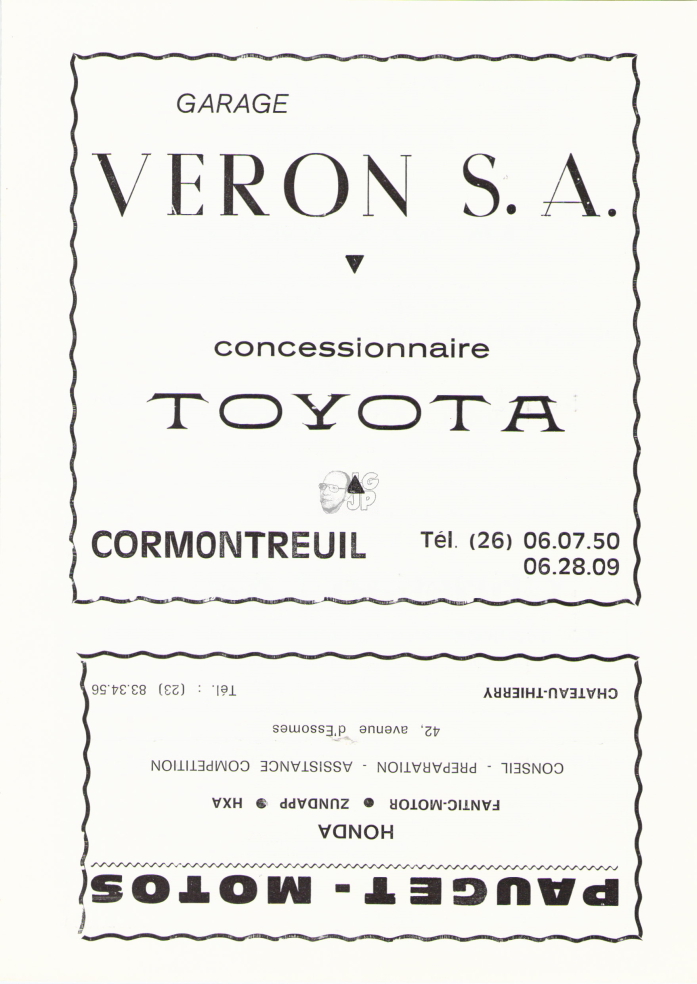 GARAGE
VERON S.A.
concessionnaire
TOYOTA
JP
CORMONTREUIL
Tél. (26) 06.07.50
06.28.09
PAUGET - MOTOS
HONDA
FANTIC-MOTOR ● ZUNDAPP ● HXA
CONSEIL - PREPARATION - ASSISTANCE COMPETITION
42, avenue d'Essomes
CHATEAU-THIERRY Tél. : (23) 83.34.56